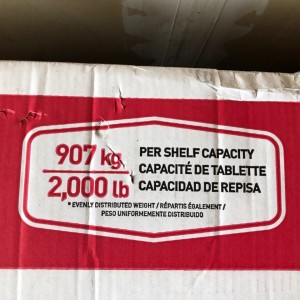 907 kg
2,000 lb
PER SHELF CAPACITY
CAPACITÉ DE TABLETTE
CAPACIDAD DE REPISA
* EVENLY DISTRIBUTED WEIGHT / RÉPARTIS ÉGALEMENT /
PESO UNIFORMEMENTE DISTRIBUIDO